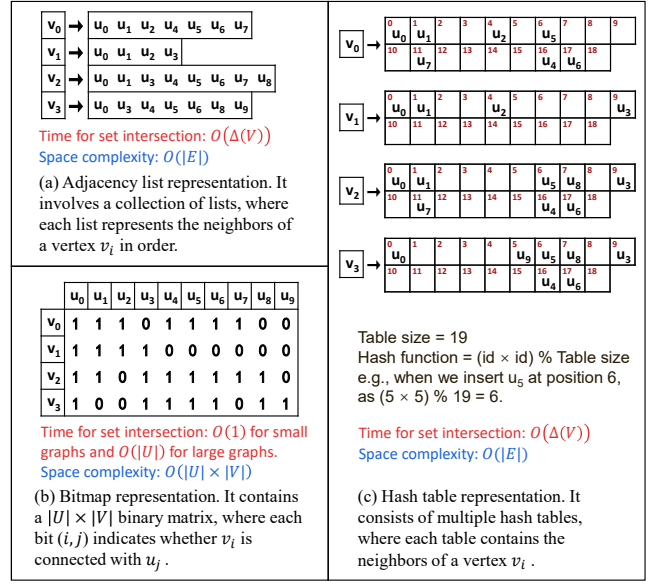 v₀ → u₀ u₁ u₂ u₄ u₅ u₆ u₇
v₁ → u₀ u₁ u₂ u₃
v₂ → u₀ u₁ u₃ u₄ u₅ u₆ u₇ u₈
v₃ → u₀ u₃ u₄ u₅ u₆ u₈ u₉
Time for set intersection: O(Δ(V))
Space complexity: O(|E|)
(a) Adjacency list representation. It
involves a collection of lists, where
each list represents the neighbors of
a vertex vᵢ in order.
u₀ u₁ u₂ u₃ u₄ u₅ u₆ u₇ u₈ u₉
v₀ 1 1 1 0 1 1 1 1 0 0
v₁ 1 1 1 1 0 0 0 0 0 0
v₂ 1 1 0 1 1 1 1 1 1 0
v₃ 1 0 0 1 1 1 1 0 1 1
Time for set intersection: O(1) for small
graphs and O(|U|) for large graphs.
Space complexity: O(|U| × |V|)
(b) Bitmap representation. It contains
a |U| × |V| binary matrix, where each
bit (i, j) indicates whether vᵢ is
connected with uⱼ .
0 1 2 3 4 5 6 7 8 9
v₀ → u₀ u₁ u₂ u₅
10 11 12 13 14 15 16 17 18
u₇ u₄ u₆
0 1 2 3 4 5 6 7 8 9
v₁ → u₀ u₁ u₂ u₃
10 11 12 13 14 15 16 17 18
0 1 2 3 4 5 6 7 8 9
v₂ → u₀ u₁ u₅ u₈ u₃
10 11 12 13 14 15 16 17 18
u₇ u₄ u₆
0 1 2 3 4 5 6 7 8 9
v₃ → u₀ u₉ u₅ u₈ u₃
10 11 12 13 14 15 16 17 18
u₄ u₆
Table size = 19
Hash function = (id × id) % Table size
e.g., when we insert u₅ at position 6,
as (5 × 5) % 19 = 6.
Time for set intersection: O(Δ(V))
Space complexity: O(|E|)
(c) Hash table representation. It
consists of multiple hash tables,
where each table contains the
neighbors of a vertex vᵢ .